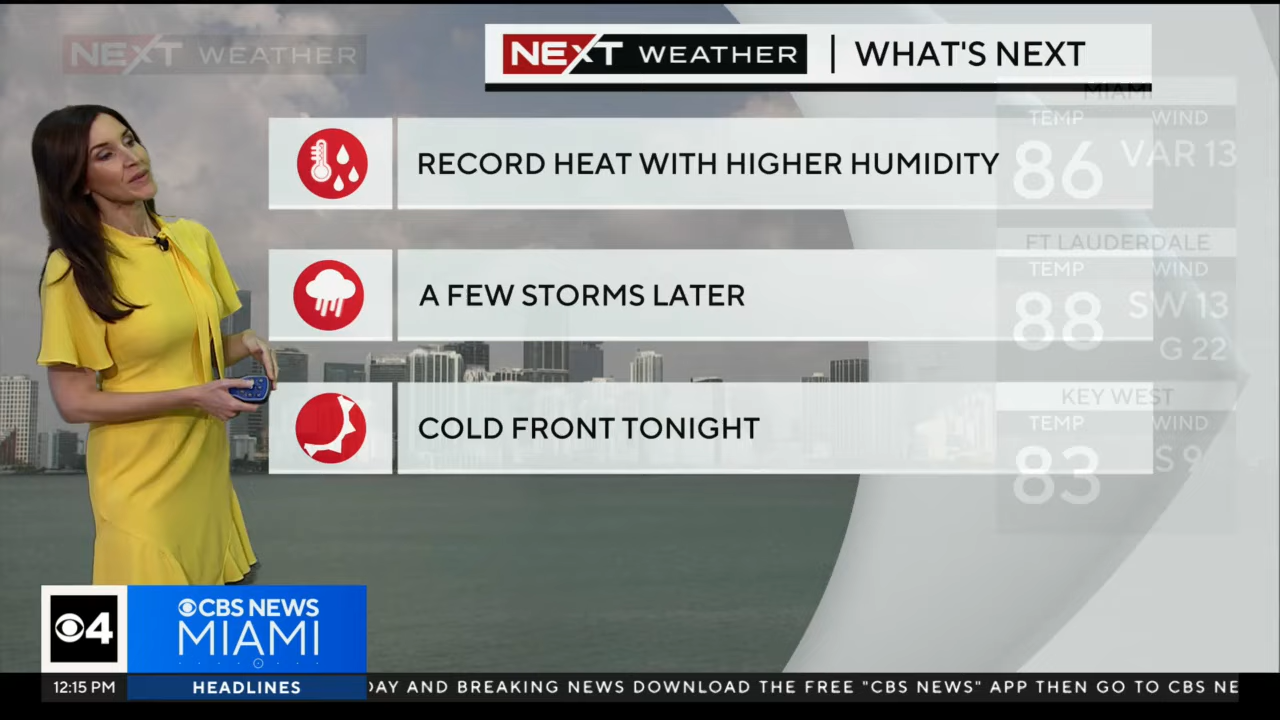 NEXT WEATHER
NEXT WEATHER | WHAT'S NEXT
MIAMI
TEMP WIND
86 VAR 13
RECORD HEAT WITH HIGHER HUMIDITY
FT LAUDERDALE
TEMP WIND
88 SW 13
G 22
A FEW STORMS LATER
KEY WEST
TEMP WIND
83 S 9
COLD FRONT TONIGHT
4
CBS NEWS
MIAMI
12:15 PM HEADLINES DAY AND BREAKING NEWS DOWNLOAD THE FREE "CBS NEWS" APP THEN GO TO CBS NE